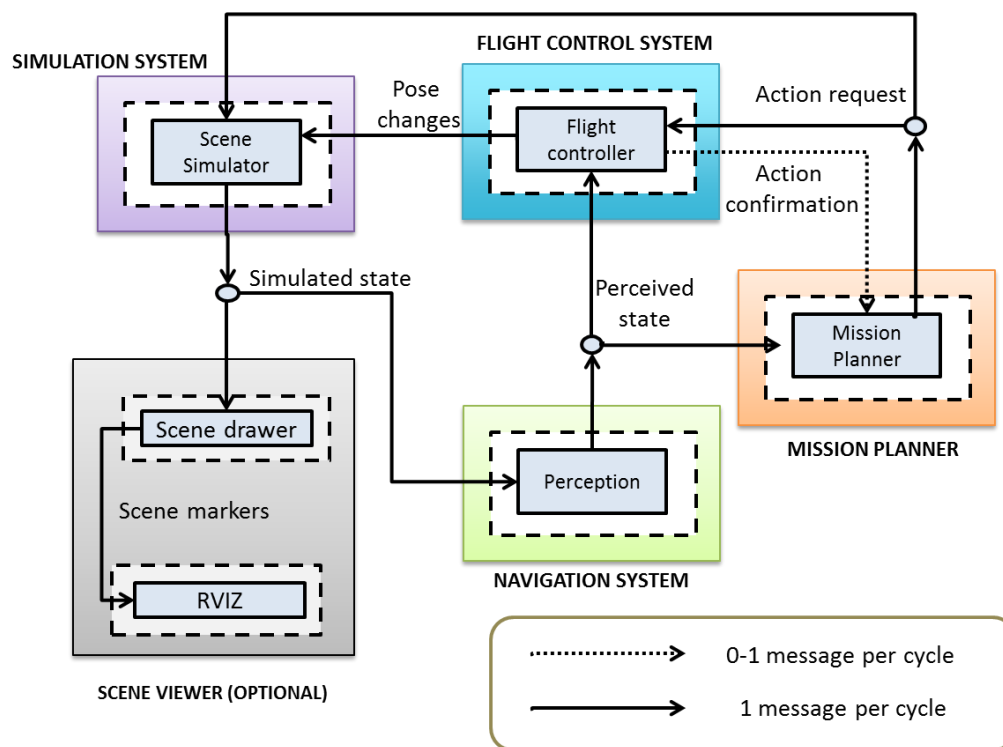 FLIGHT CONTROL SYSTEM
SIMULATION SYSTEM
Pose
changes
Action request
Scene
Simulator
Flight
controller
Action
confirmation
Simulated state
Perceived
state
Mission
Planner
Scene drawer
MISSION PLANNER
Perception
Scene markers
NAVIGATION SYSTEM
RVIZ
SCENE VIEWER (OPTIONAL)
0-1 message per cycle
1 message per cycle